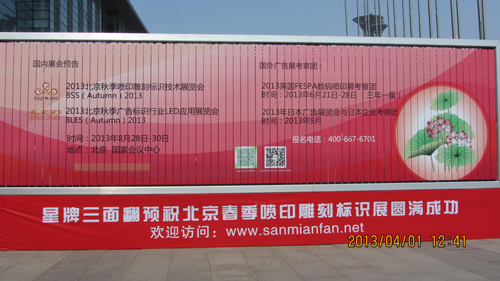 国内展会预告
2013北京秋季喷印雕刻标识技术展览会
BSS（Autumn）2013
2013北京秋季广告标识行业LED应用展览会
BLES（Autumn）2013
时间：2013年8月28日-30日
地点：北京·国家会议中心
国外广告展考察团：
2013英国FESPA数码喷印展考察团
时间：2013年6月21日-28日（三年一届）
2013年日本广告展览会与日本企业考察团
时间：2013年9月
报名电话：400-667-6701
星牌三面翻预祝北京春季喷印雕刻标识展圆满成功
欢迎访问：www.sanmianfan.net
2013/04/01 12:41